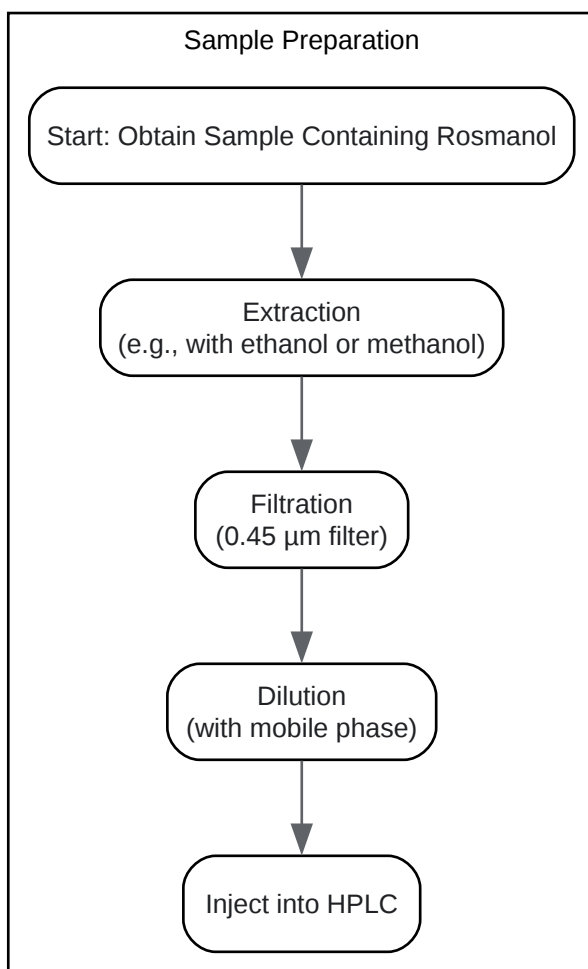 Sample Preparation
Start: Obtain Sample Containing Rosmanol
Extraction
(e.g., with ethanol or methanol)
Filtration
(0.45 µm filter)
Dilution
(with mobile phase)
Inject into HPLC